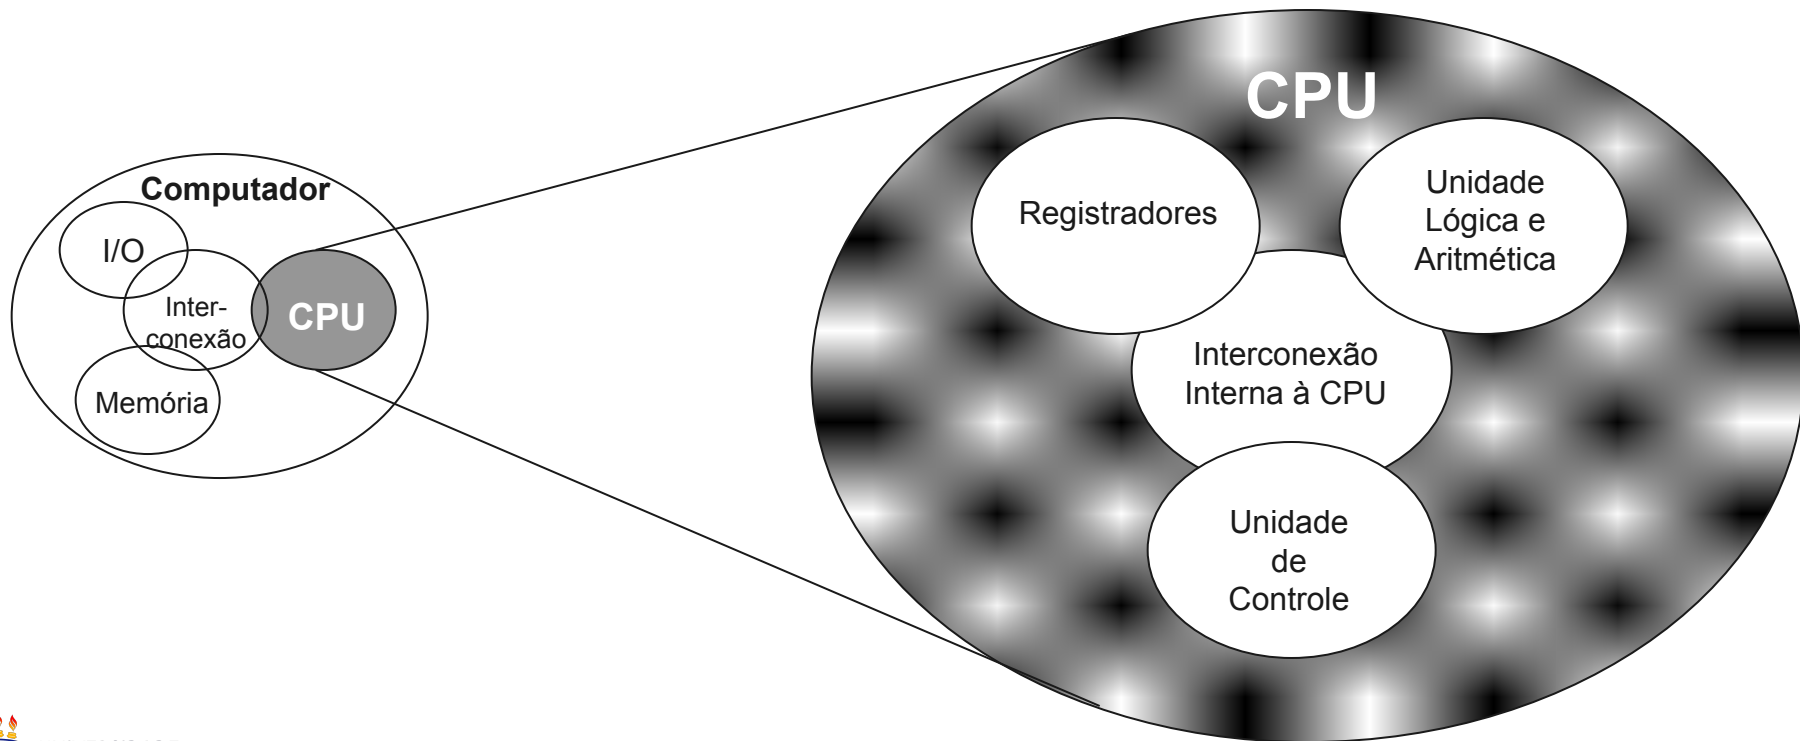 Computador
I/O
Inter-
conexão
CPU
Memória
CPU
Registradores
Unidade
Lógica e
Aritmética
Interconexão
Interna à CPU
Unidade
de
Controle